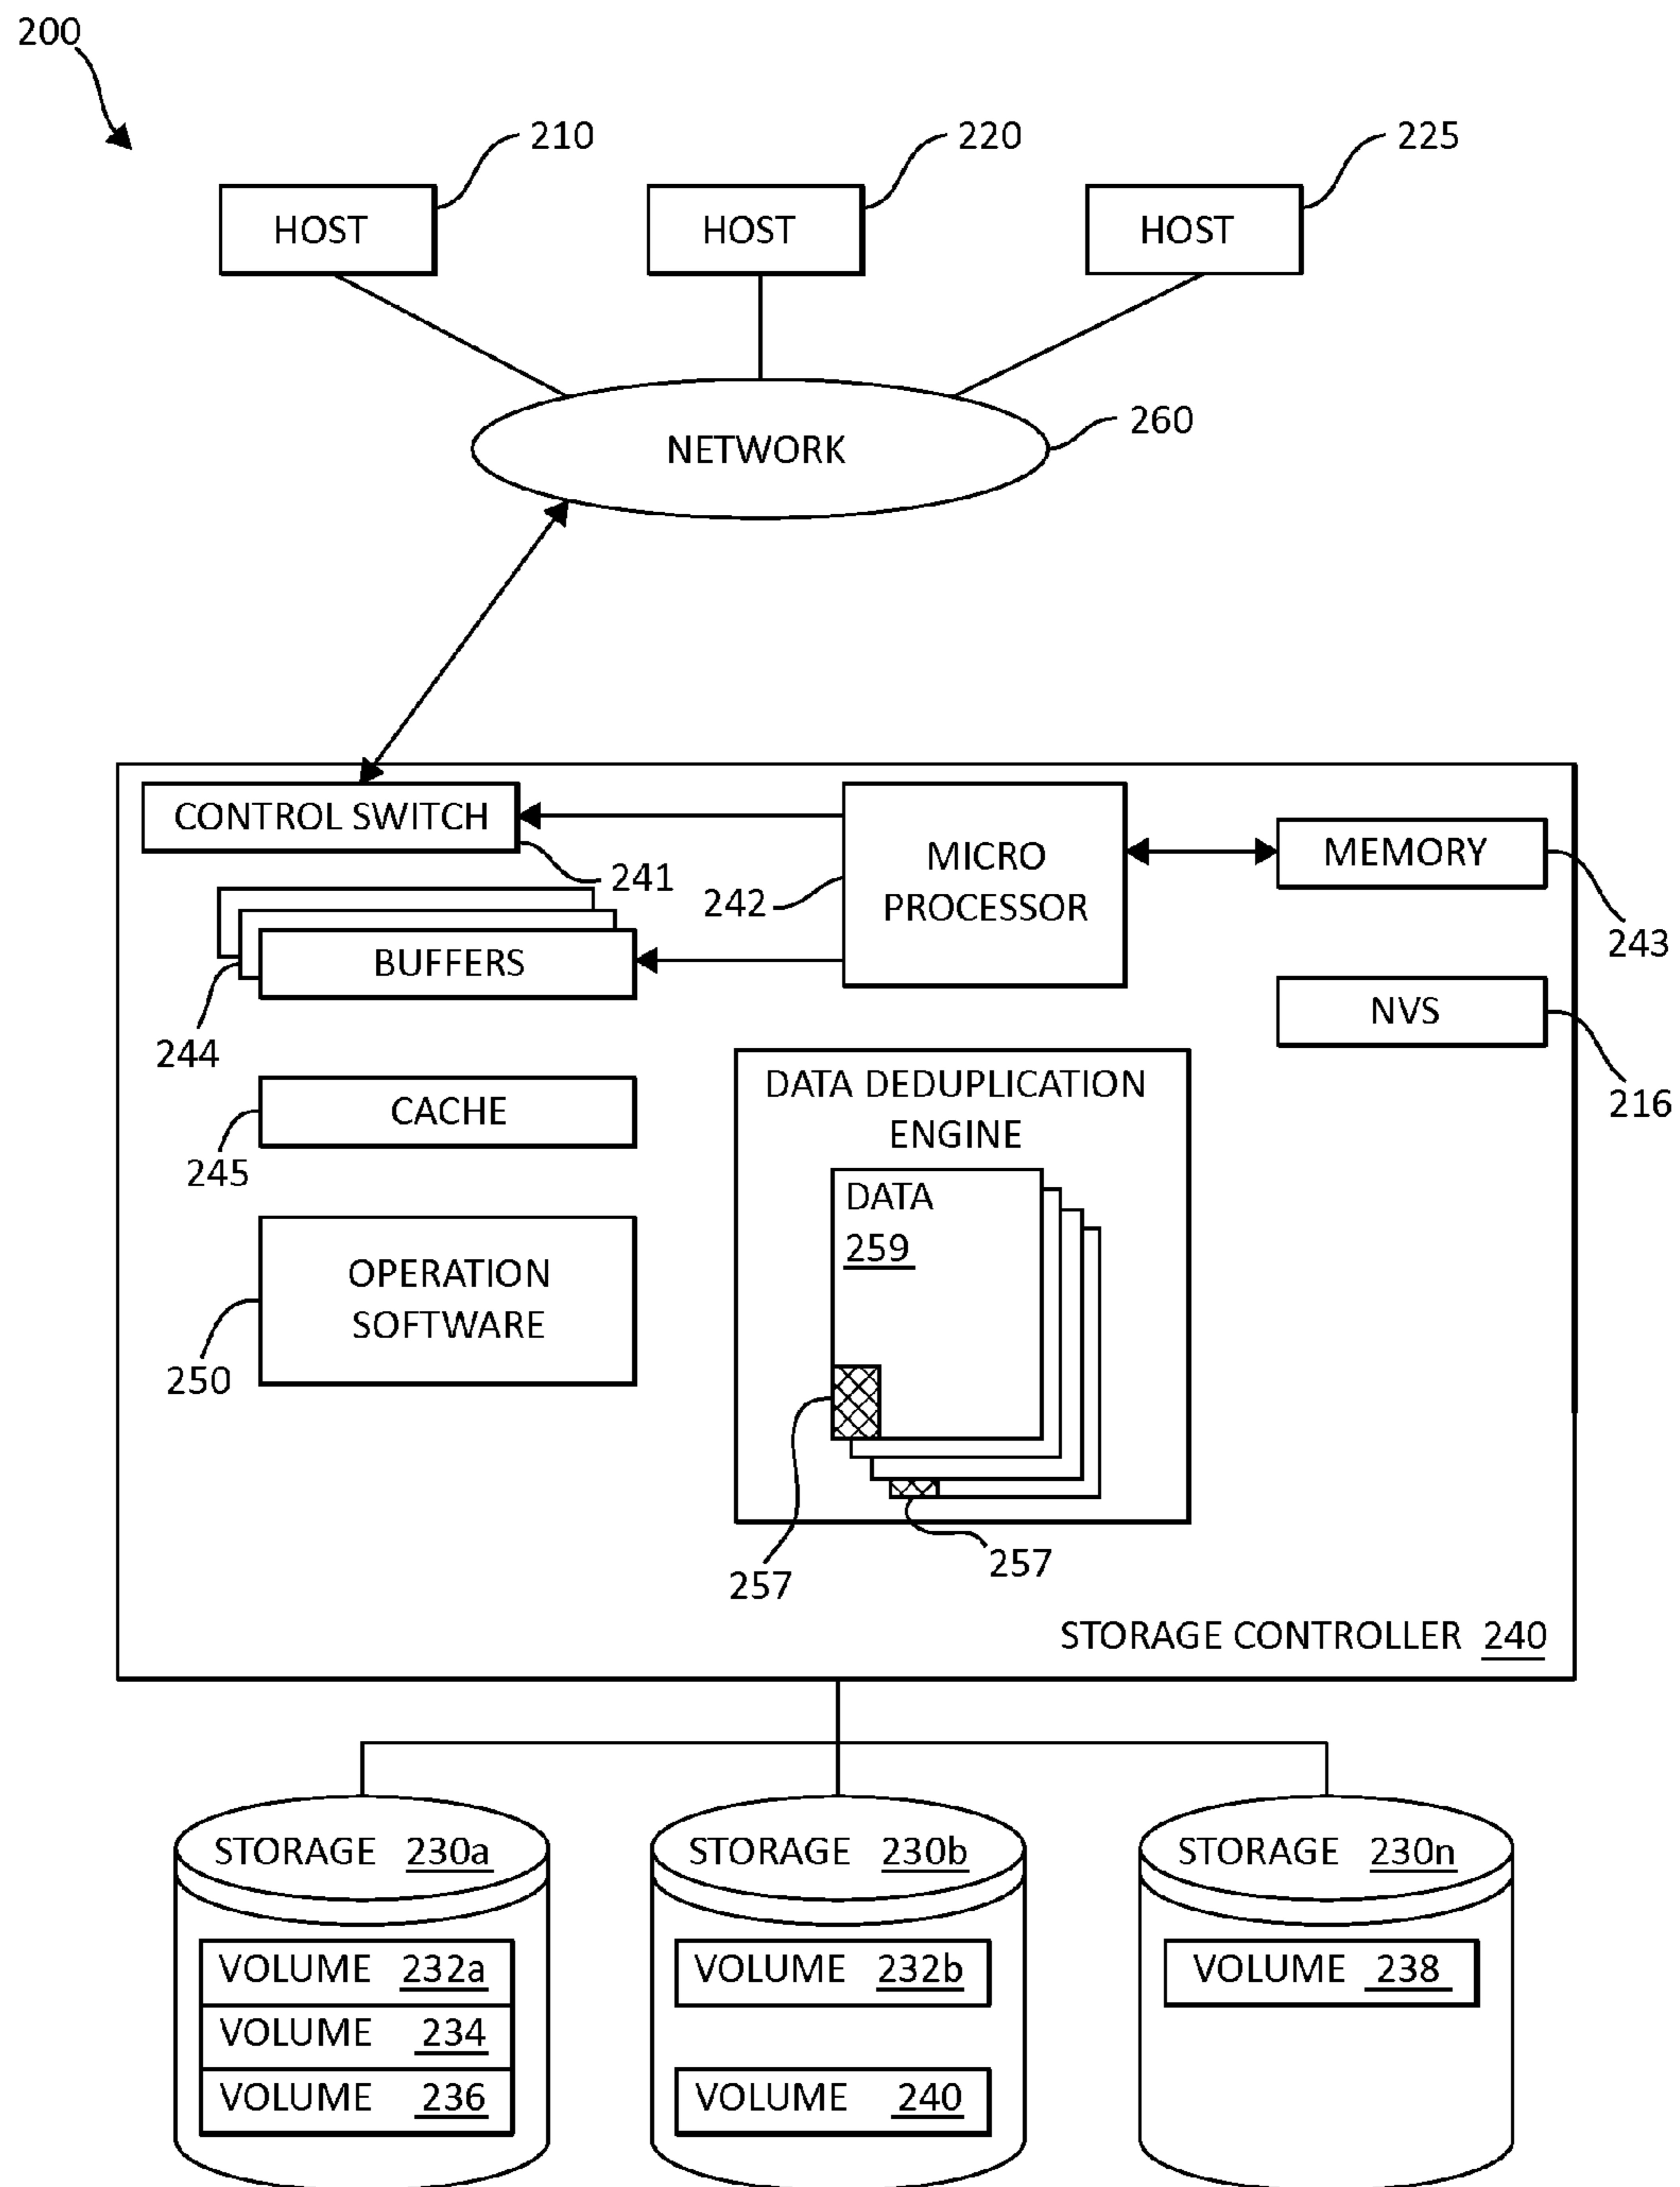 200
210
220
225
HOST
HOST
HOST
260
NETWORK
CONTROL SWITCH
241
MICRO
PROCESSOR
242
MEMORY
243
BUFFERS
244
NVS
216
CACHE
245
DATA DEDUPLICATION
ENGINE
DATA
259
OPERATION
SOFTWARE
250
257
257
STORAGE CONTROLLER 240
STORAGE 230a
STORAGE 230b
STORAGE 230n
VOLUME 232a
VOLUME 234
VOLUME 236
VOLUME 232b
VOLUME 240
VOLUME 238